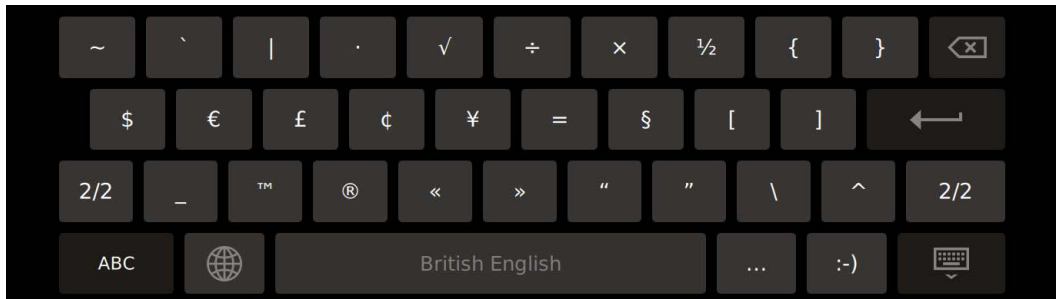 ~ ` | · √ ÷ × ½ { }
$ € £ ¢ ¥ = § [ ]
2/2 _ ™ ® « » “ ” \ ^ 2/2
ABC British English ... :-)